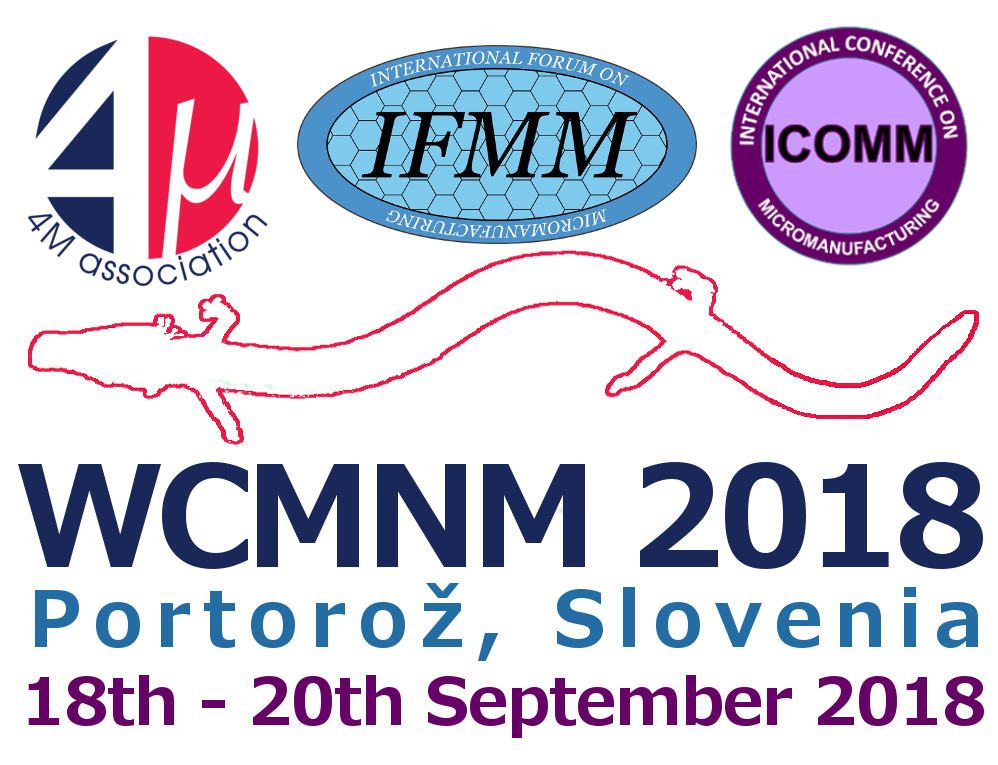 4μ
4M association
INTERNATIONAL FORUM ON
IFMM
MICROMANUFACTURING
INTERNATIONAL CONFERENCE ON
ICOMM
MICROMANUFACTURING
WCMNM 2018
Portorož, Slovenia
18th - 20th September 2018